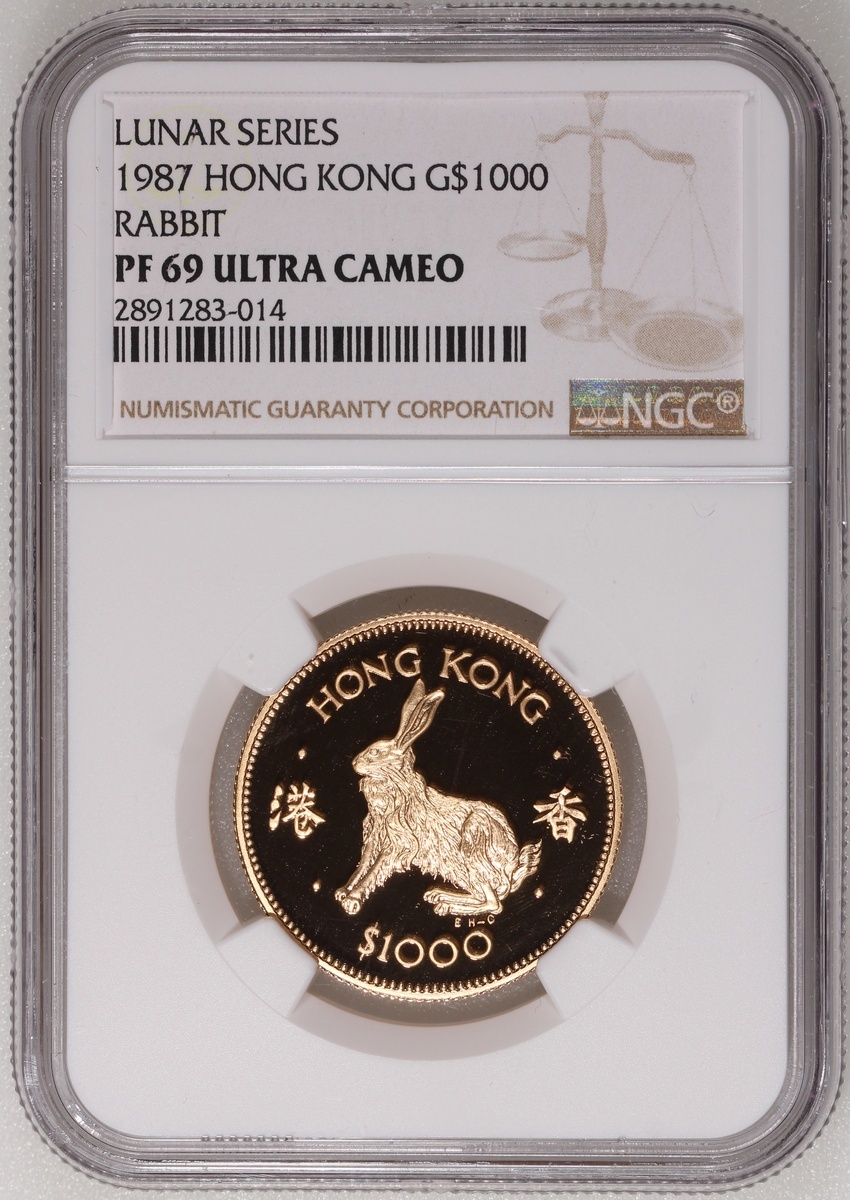 LUNAR SERIES
1987 HONG KONG G$1000
RABBIT
PF 69 ULTRA CAMEO
2891283-014
NUMISMATIC GUARANTY CORPORATION
NGC®
HONG KONG
港 香
E H-C
$1000